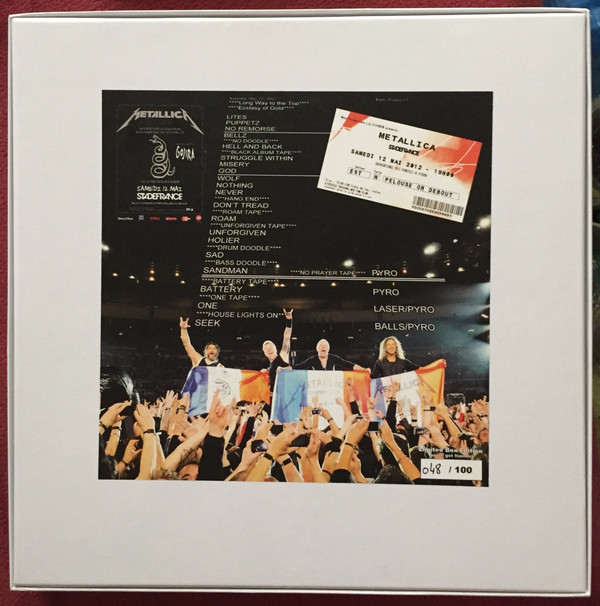 ****Long Way to the Top****
****Ecstasy of Gold****
LITES
PUPPETZ
NO REMORSE
BELLZ
****NO DOODLE****
HELL AND BACK
****BLACK ALBUM TAPE****
STRUGGLE WITHIN
MISERY
GOD
WOLF
NOTHING
NEVER
****HANG END****
DON'T TREAD
****ROAM TAPE****
ROAM
****UNFORGIVEN TAPE****
UNFORGIVEN
HOLIER
****DRUM DOODLE****
SAD
****BASS DOODLE****
SANDMAN ****NO PRAYER TAPE**** PYRO
****BATTERY TAPE****
BATTERY PYRO
****ONE TAPE****
ONE LASER/PYRO
****HOUSE LIGHTS ON****
SEEK BALLS/PYRO
METALLICA
GOJIRA
SAMEDI 12 MAI
STADEFRANCE
METALLICA
STADEFRANCE
SAMEDI 12 MAI 2012 - 19H00
EST H PELOUSE OR DEBOUT
METALLICA
METALLICA
Limited Box Edition
048 / 100